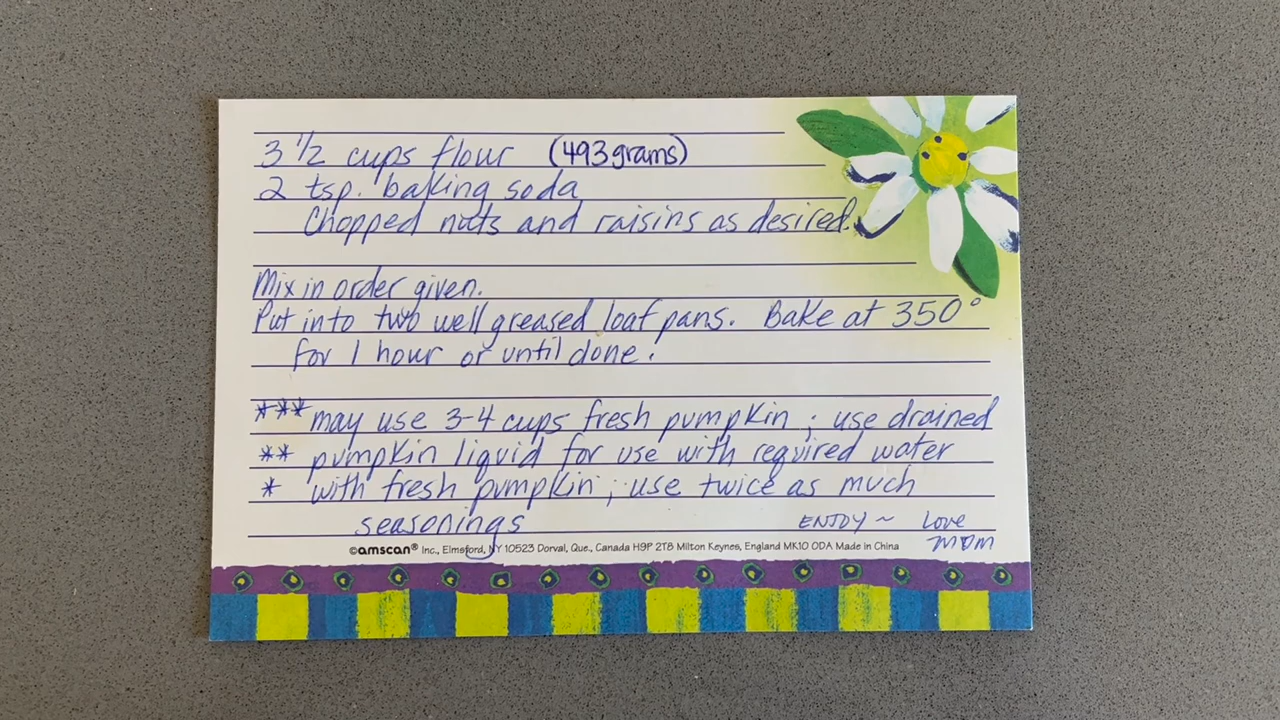 3 1/2 cups flour (493 grams)
2 tsp. baking soda
Chopped nuts and raisins as desired.
Mix in order given.
Put into two well greased loaf pans. Bake at 350°
for 1 hour or until done.
*** may use 3-4 cups fresh pumpkin; use drained
** pumpkin liquid for use with required water
* with fresh pumpkin; use twice as much
seasonings
ENJOY ~ Love
MOM
©amscan® Inc., Elmsford, NY 10523 Dorval, Que., Canada H9P 2T8 Milton Keynes, England MK10 ODA Made in China